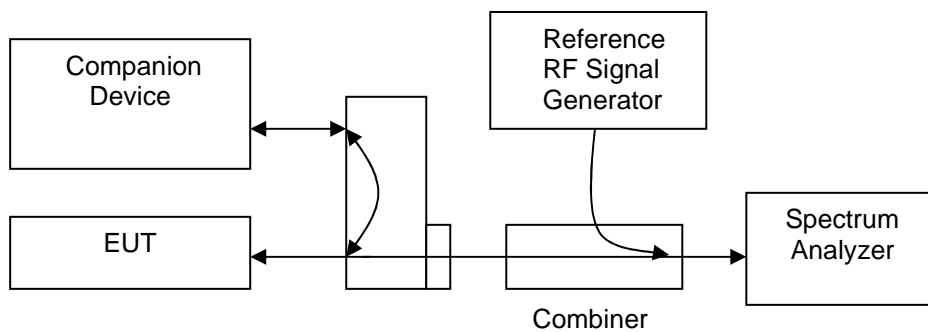 Companion
Device
Reference
RF Signal
Generator
EUT
Spectrum
Analyzer
Combiner